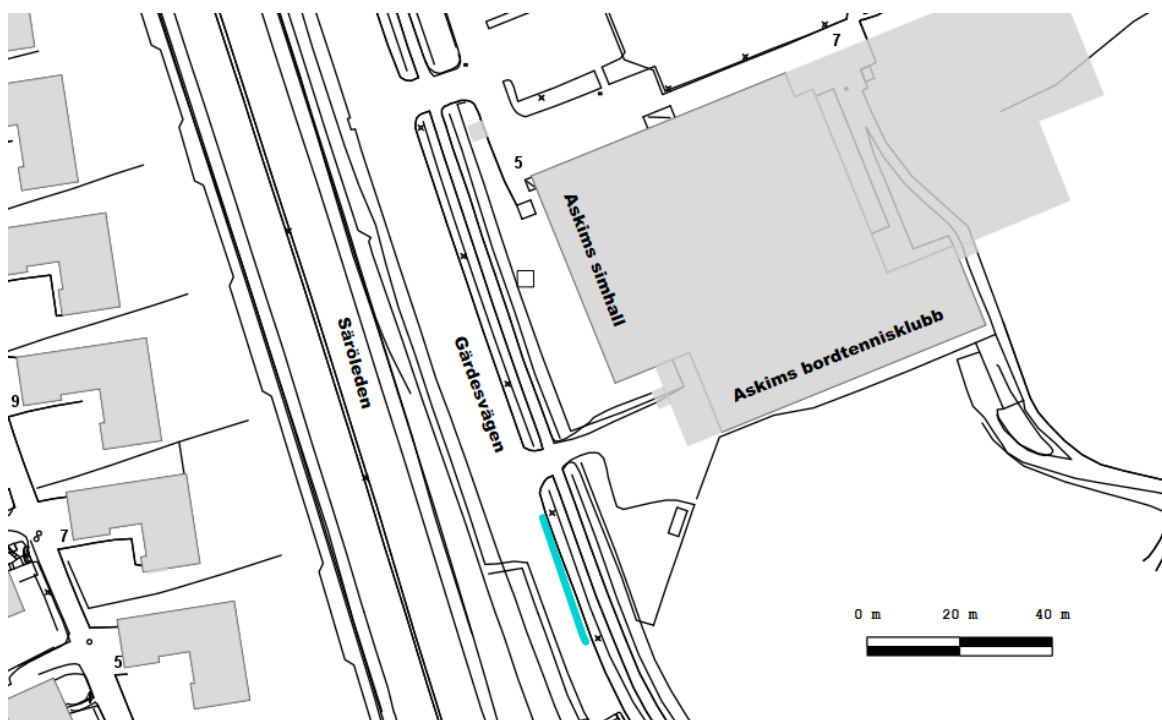 7
5
Askims simhall
Säröleden
Gärdesvägen
Askims bordtennisklubb
9
7
5
0 m 20 m 40 m